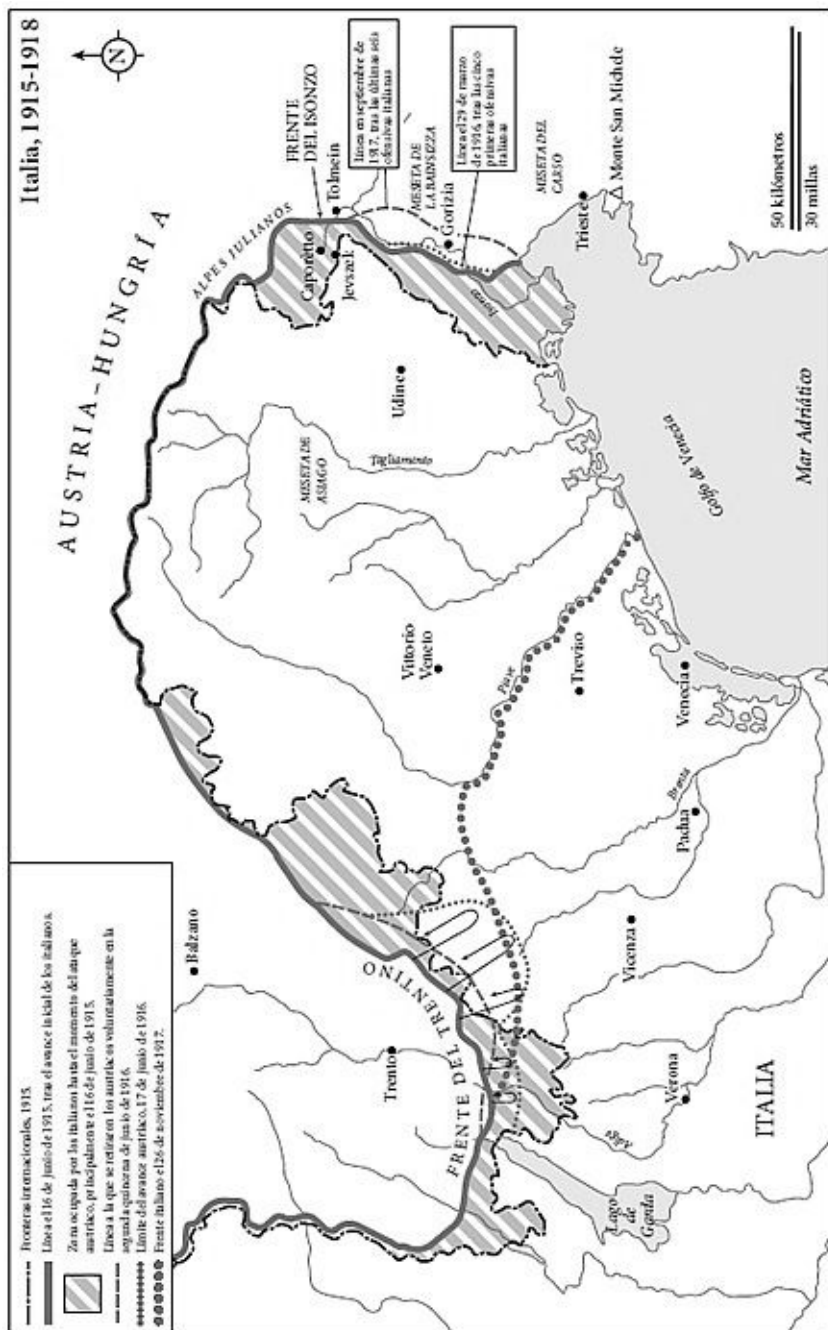 Italia, 1915-1918
N
Fronteras internacionales, 1915.
Línea el 16 de junio de 1915, tras el avance inicial de los italianos.
Zona ocupada por los italianos hasta el momento del ataque
austríaco, principalmente el 16 de junio de 1915.
Línea a la que se retiraron los austríacos voluntariamente en la
segunda quincena de junio de 1916.
Límite del avance austríaco, 17 de junio de 1916.
Frente italiano el 26 de noviembre de 1917.
AUSTRIA-HUNGRÍA
ALPES JULIANOS
FRENTE
DEL ISONZO
Línea en septiembre de
1917, tras las últimas seis
ofensivas italianas
Línea el 29 de marzo
de 1916, tras las cinco
primeras ofensivas
italianas
Caporetto
Tolmein
Jevszek
MESETA DE
LA BAINSIZZA
Gorizia
Isonzo
MESETA DEL
CARSO
Trieste
Monte San Michele
Udine
Tagliamento
MESETA DE
ASIAGO
Vittorio
Veneto
Piave
Treviso
Venecia
Golfo de Venecia
Mar Adriático
Balzano
Trento
FRENTE DEL TRENTINO
Brenta
Padua
Vicenza
Verona
Adige
Lago
de
Garda
ITALIA
50 kilómetros
30 millas